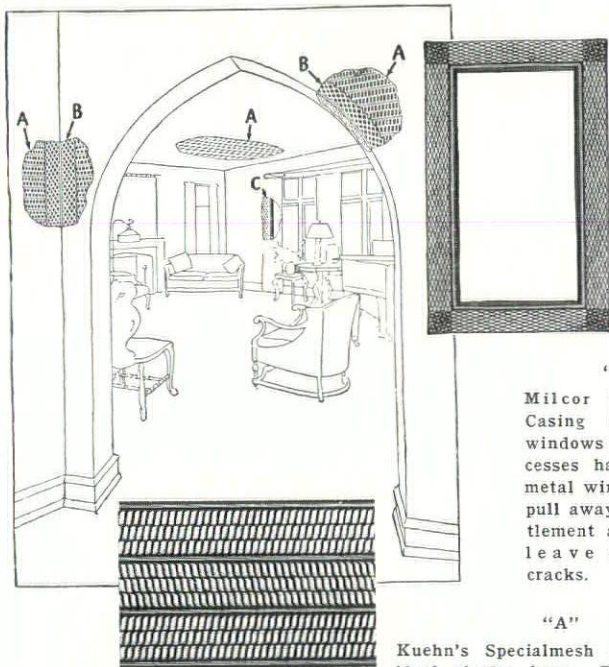 A
B
A
B
A
C
"
Milcor
Casing
windows
cesses ha
metal win
pull away
tlement a
leave
cracks.
"A"
Kuehn's Specialmesh